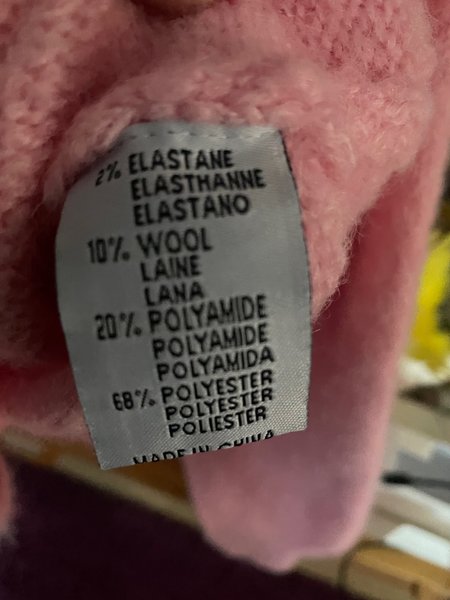 2% ELASTANE
ELASTHANNE
ELASTANO
10% WOOL
LAINE
LANA
20% POLYAMIDE
POLYAMIDE
POLYAMIDA
68% POLYESTER
POLYESTER
POLIESTER
MADE IN CHINA